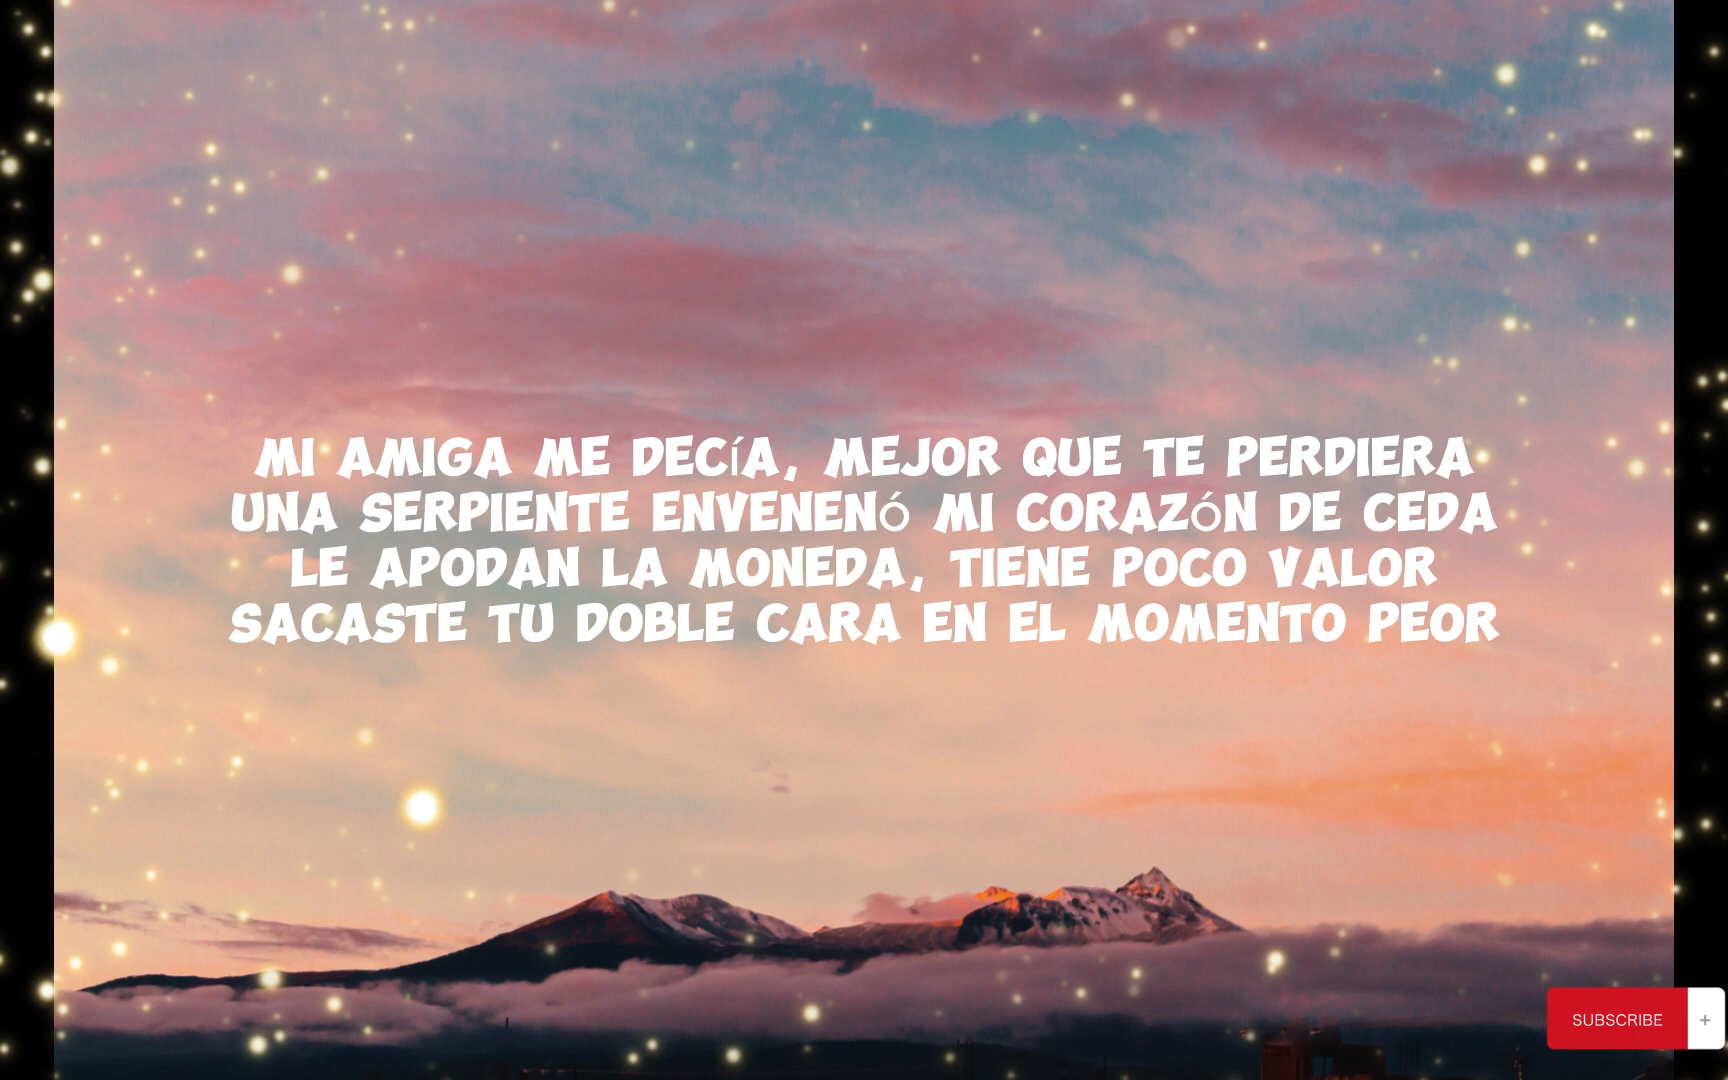 MI AMIGA ME DECíA, MEJOR QUE TE PERDIERA
UNA SERPIENTE ENVENENÓ MI CORAZÓN DE CEDA
LE APODAN LA MONEDA, TIENE POCO VALOR
SACASTE TU DOBLE CARA EN EL MOMENTO PEOR
SUBSCRIBE +